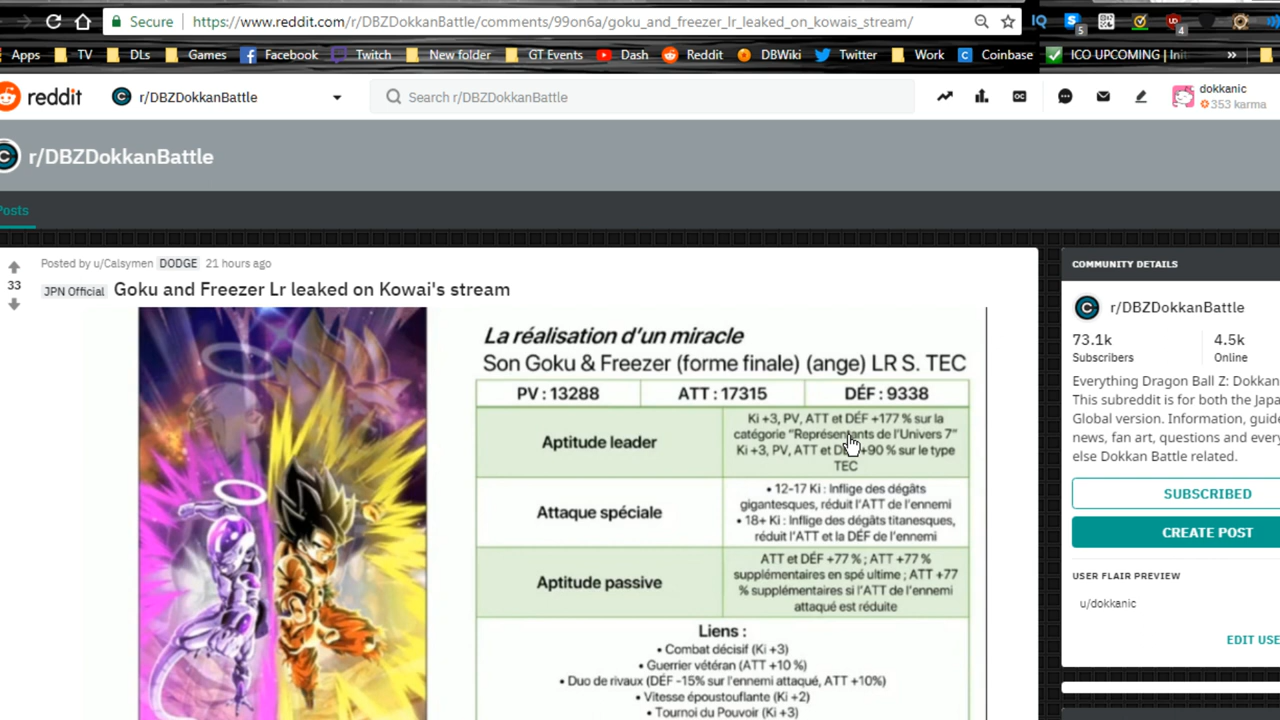 Secure https://www.reddit.com/r/DBZDokkanBattle/comments/99on6a/goku_and_freezer_lr_leaked_on_kowais_stream/
IQ 5 4
Apps TV DLs Games Facebook Twitch New folder GT Events Dash Reddit DBWiki Twitter Work Coinbase ICO UPCOMING | Init »
reddit r/DBZDokkanBattle Search r/DBZDokkanBattle dokkanic
353 karma
r/DBZDokkanBattle
Posts
Posted by u/Calsymen DODGE 21 hours ago
33
JPN Official Goku and Freezer Lr leaked on Kowai's stream
La réalisation d'un miracle
Son Goku & Freezer (forme finale) (ange) LR S. TEC
PV : 13288 ATT : 17315 DÉF : 9338
Aptitude leader
Ki +3, PV, ATT et DÉF +177 % sur la
catégorie "Représentants de l'Univers 7"
Ki +3, PV, ATT et +90 % sur le type
TEC
Attaque spéciale
• 12-17 Ki : Inflige des dégâts
gigantesques, réduit l'ATT de l'ennemi
• 18+ Ki : Inflige des dégâts titanesques,
réduit l'ATT et la DÉF de l'ennemi
Aptitude passive
ATT et DÉF +77 % ; ATT +77 %
supplémentaires en spé ultime ; ATT +77
% supplémentaires si l'ATT de l'ennemi
attaqué est réduite
Liens :
• Combat décisif (Ki +3)
• Guerrier vétéran (ATT +10 %)
• Duo de rivaux (DÉF -15% sur l'ennemi attaqué, ATT +10%)
• Vitesse époustouflante (Ki +2)
• Tournoi du Pouvoir (Ki +3)
COMMUNITY DETAILS
r/DBZDokkanBattle
73.1k 4.5k
Subscribers Online
Everything Dragon Ball Z: Dokkan
This subreddit is for both the Japa
Global version. Information, guide
news, fan art, questions and every
else Dokkan Battle related.
SUBSCRIBED
CREATE POST
USER FLAIR PREVIEW
u/dokkanic
EDIT USE